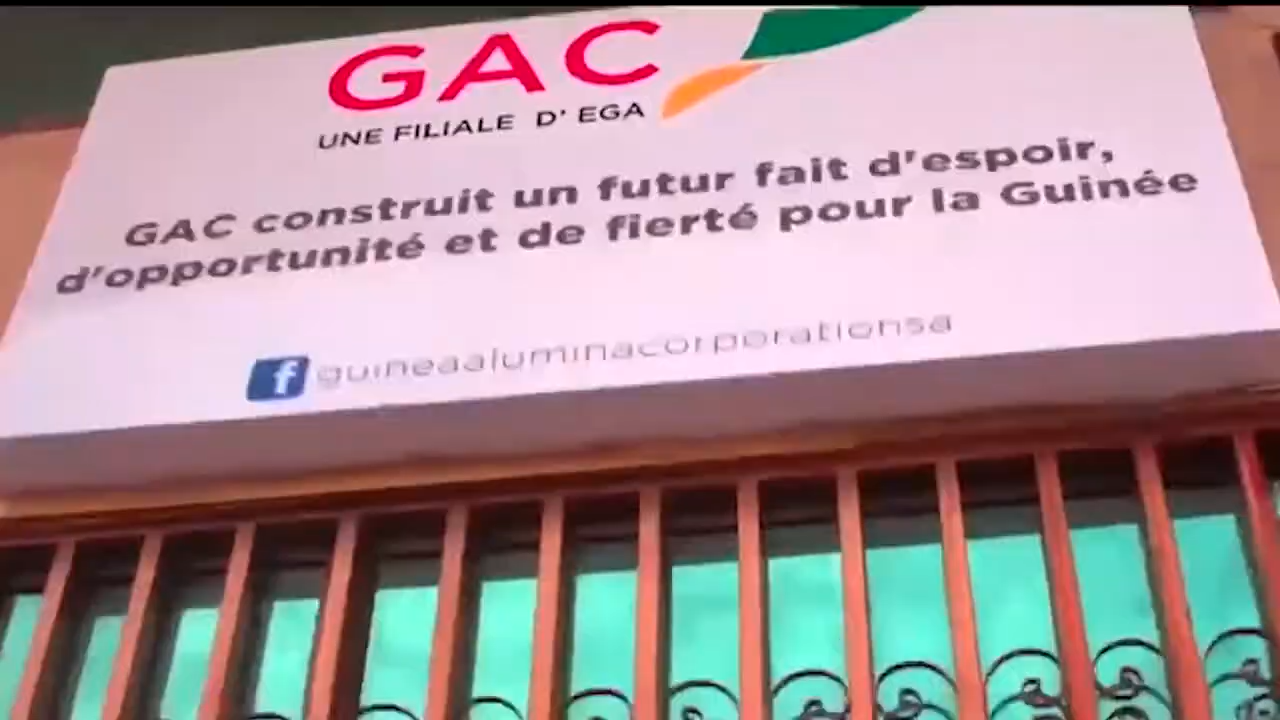 GAC
UNE FILIALE D' EGA
GAC construit un futur fait d'espoir,
d'opportunité et de fierté pour la Guinée
guineaaluminacorporationsa